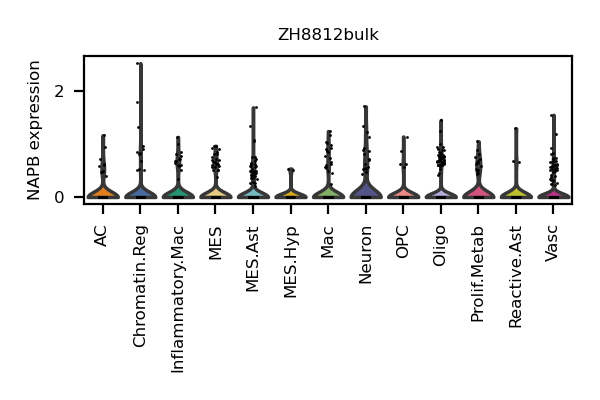 ZH8812bulk
NAPB expression
2
0
AC
Chromatin.Reg
Inflammatory.Mac
MES
MES.Ast
MES.Hyp
Mac
Neuron
OPC
Oligo
Prolif.Metab
Reactive.Ast
Vasc